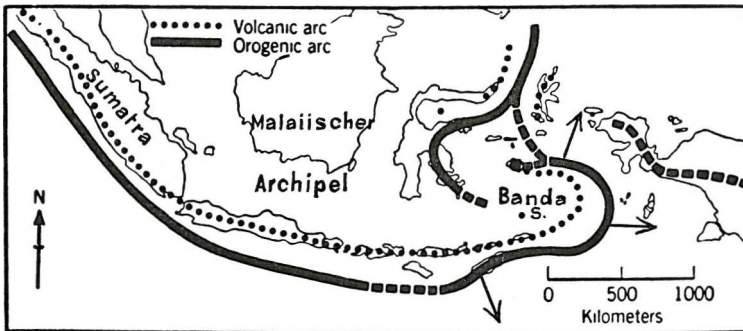 Volcanic arc
Orogenic arc
Sumatra
Malaiischer
Archipel
Banda
S.
N
0 500 1000
Kilometers